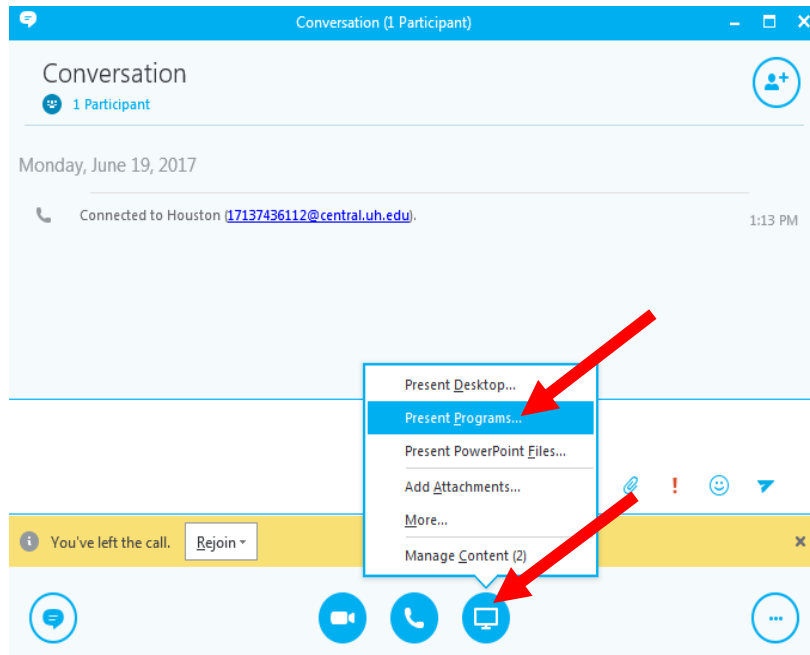 Conversation (1 Participant)
Conversation
1 Participant
Monday, June 19, 2017
Connected to Houston (17137436112@central.uh.edu).
1:13 PM
Present Desktop...
Present Programs...
Present PowerPoint Files...
Add Attachments...
!
More...
You've left the call.
Rejoin
Manage Content (2)